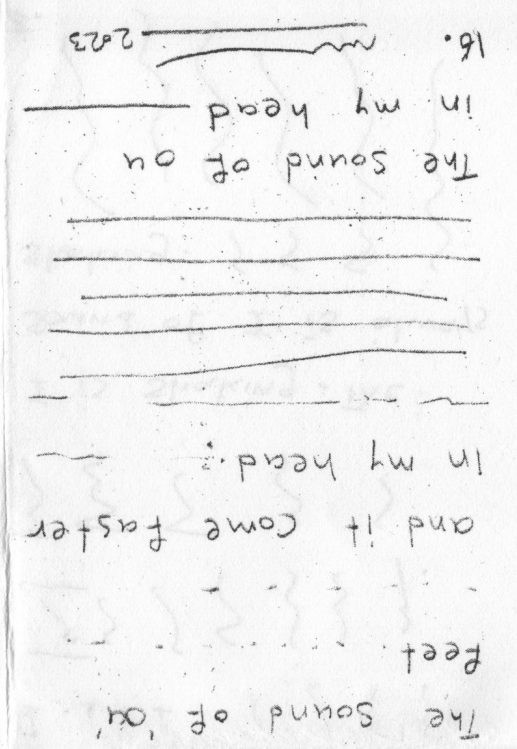 The Sound of 'ou'
feet
and it come faster
In my head.
The Sound of ou
in my head
16. 2023